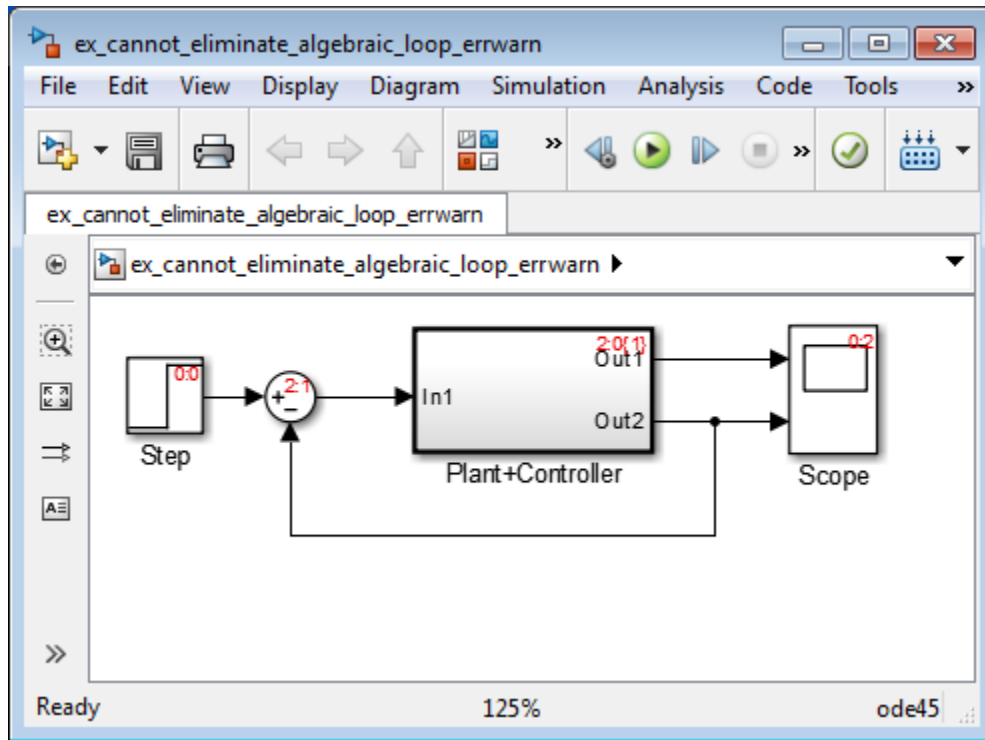 ex_cannot_eliminate_algebraic_loop_errwarn
File Edit View Display Diagram Simulation Analysis Code Tools »
» »
ex_cannot_eliminate_algebraic_loop_errwarn
ex_cannot_eliminate_algebraic_loop_errwarn
0:0
2:1
2:0{1}
0:2
Out1
In1
Out2
Step
Plant+Controller
Scope
A
»
Ready 125% ode45